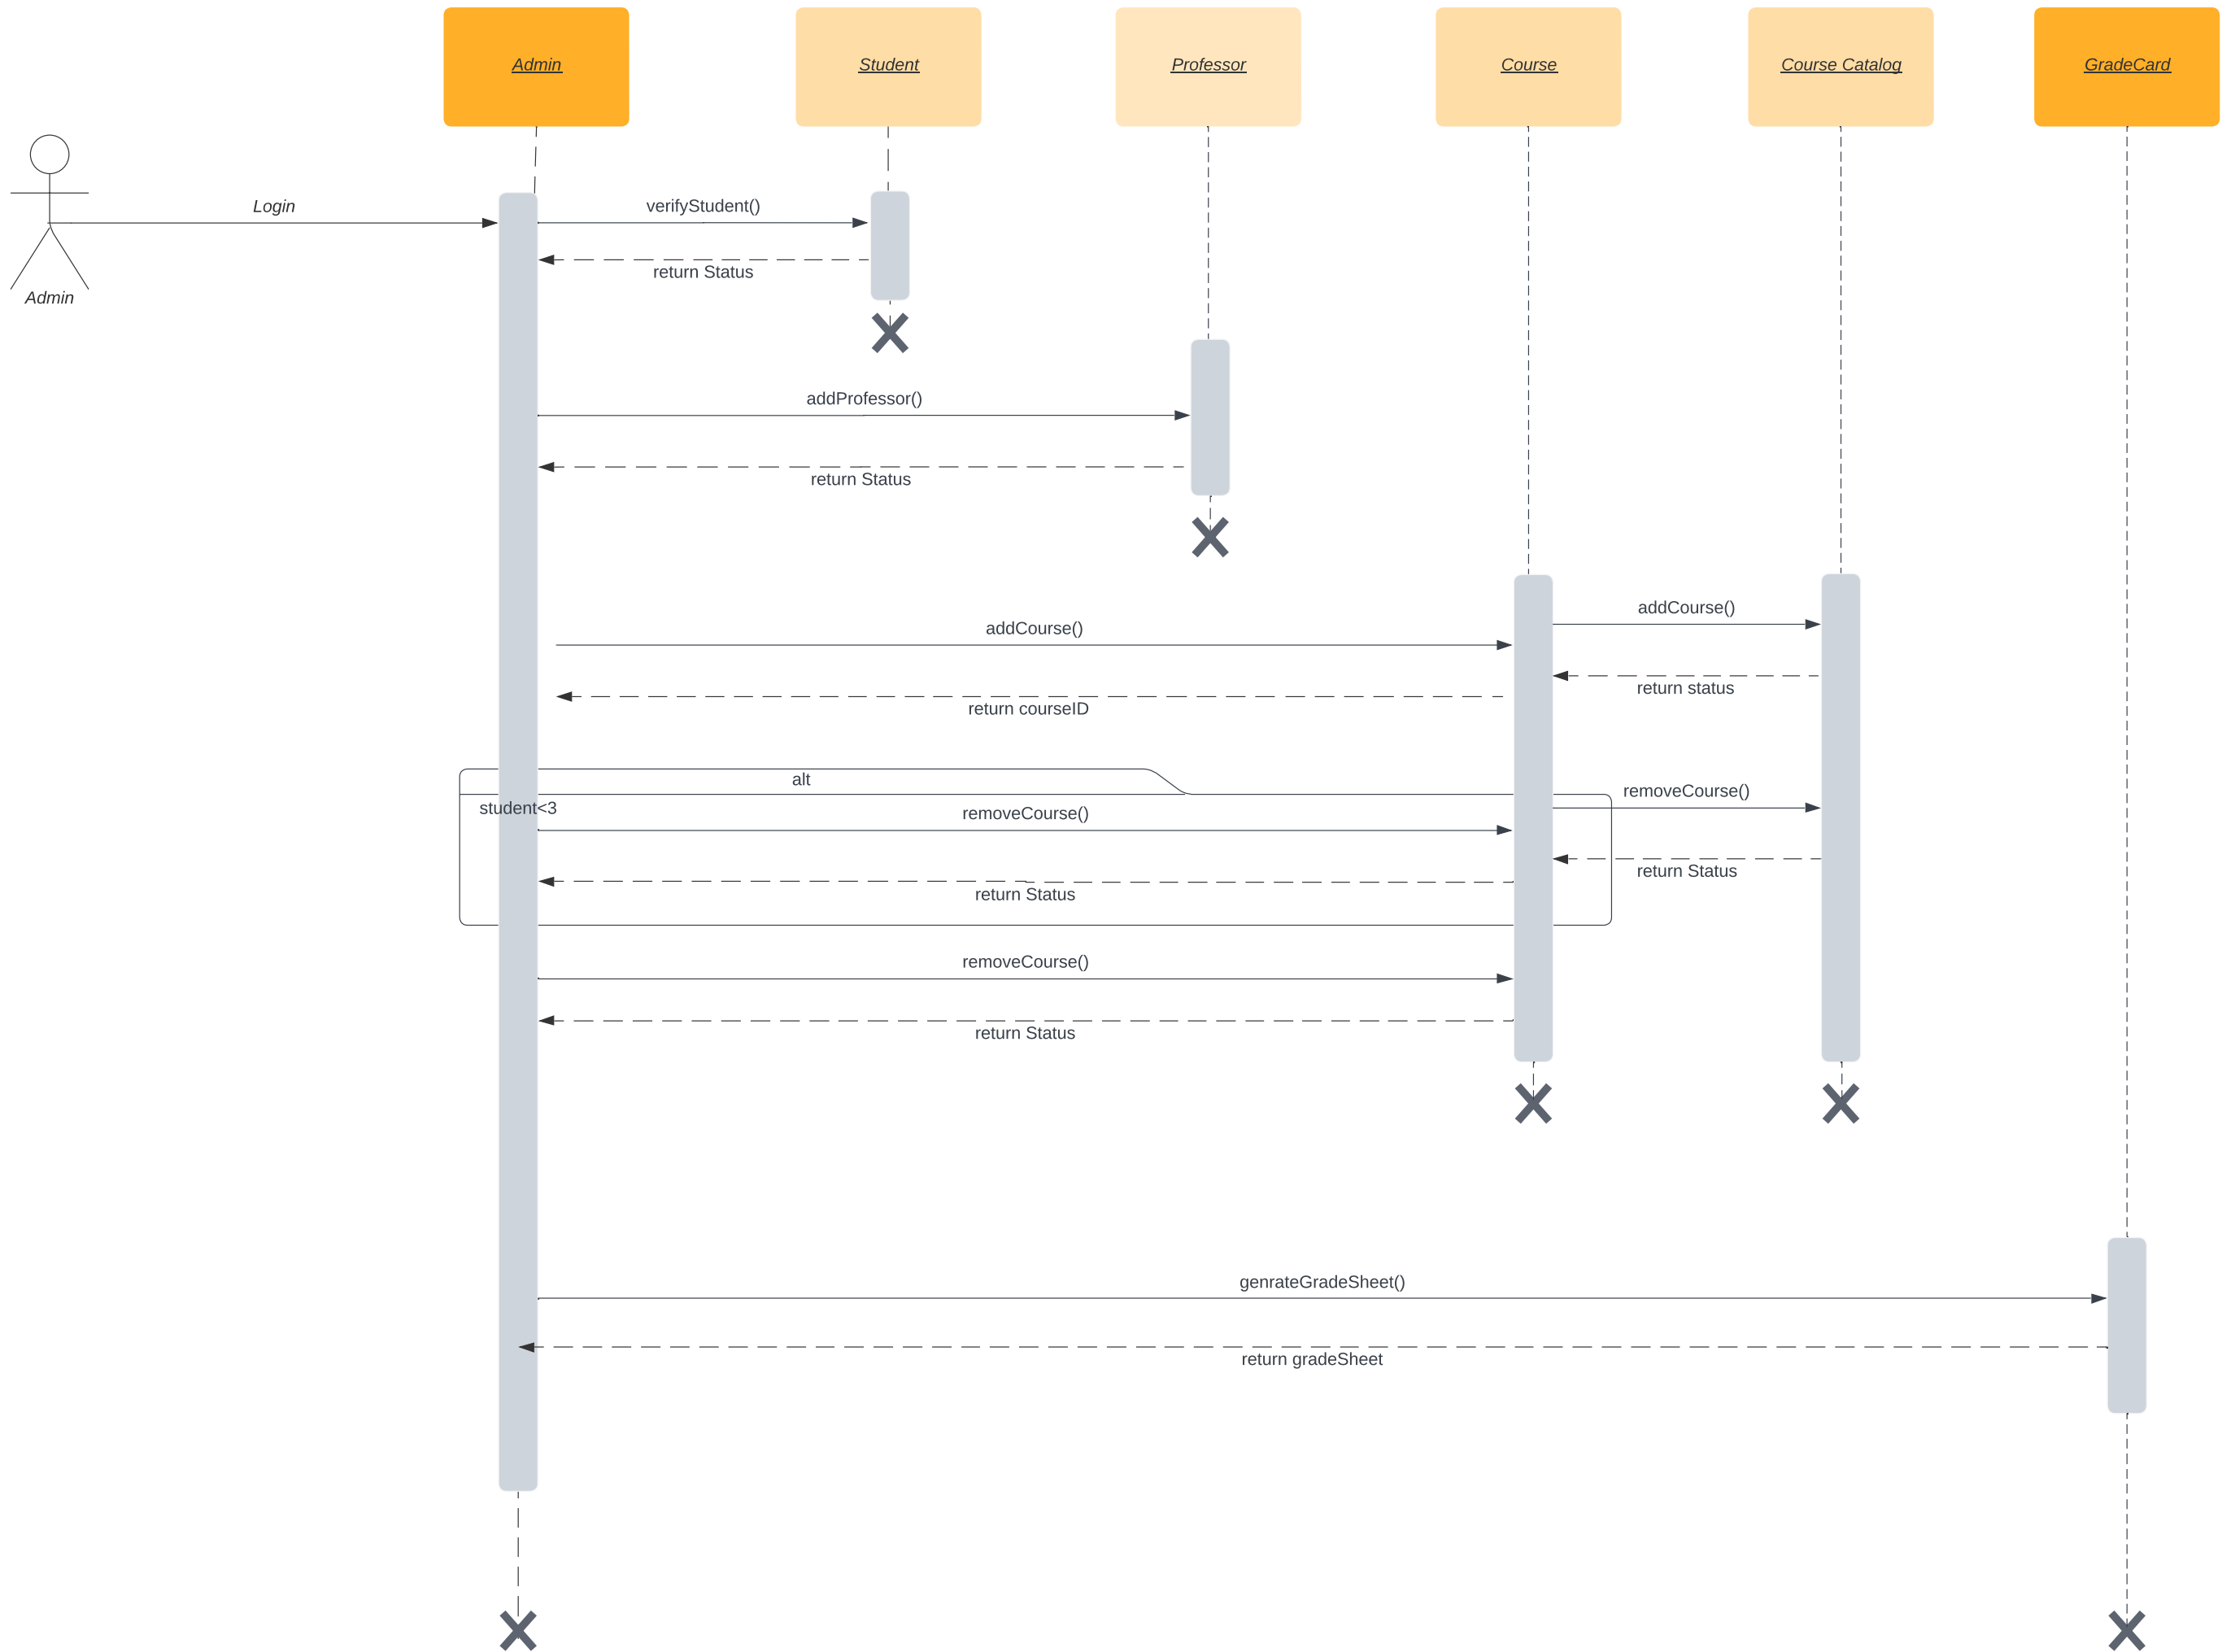 Admin
Student
Professor
Course
Course Catalog
GradeCard
Login
verifyStudent()
return Status
Admin
addProfessor()
return Status
addCourse()
addCourse()
return status
return courseID
alt
removeCourse()
student<3
removeCourse()
return Status
return Status
removeCourse()
return Status
genrateGradeSheet()
return gradeSheet